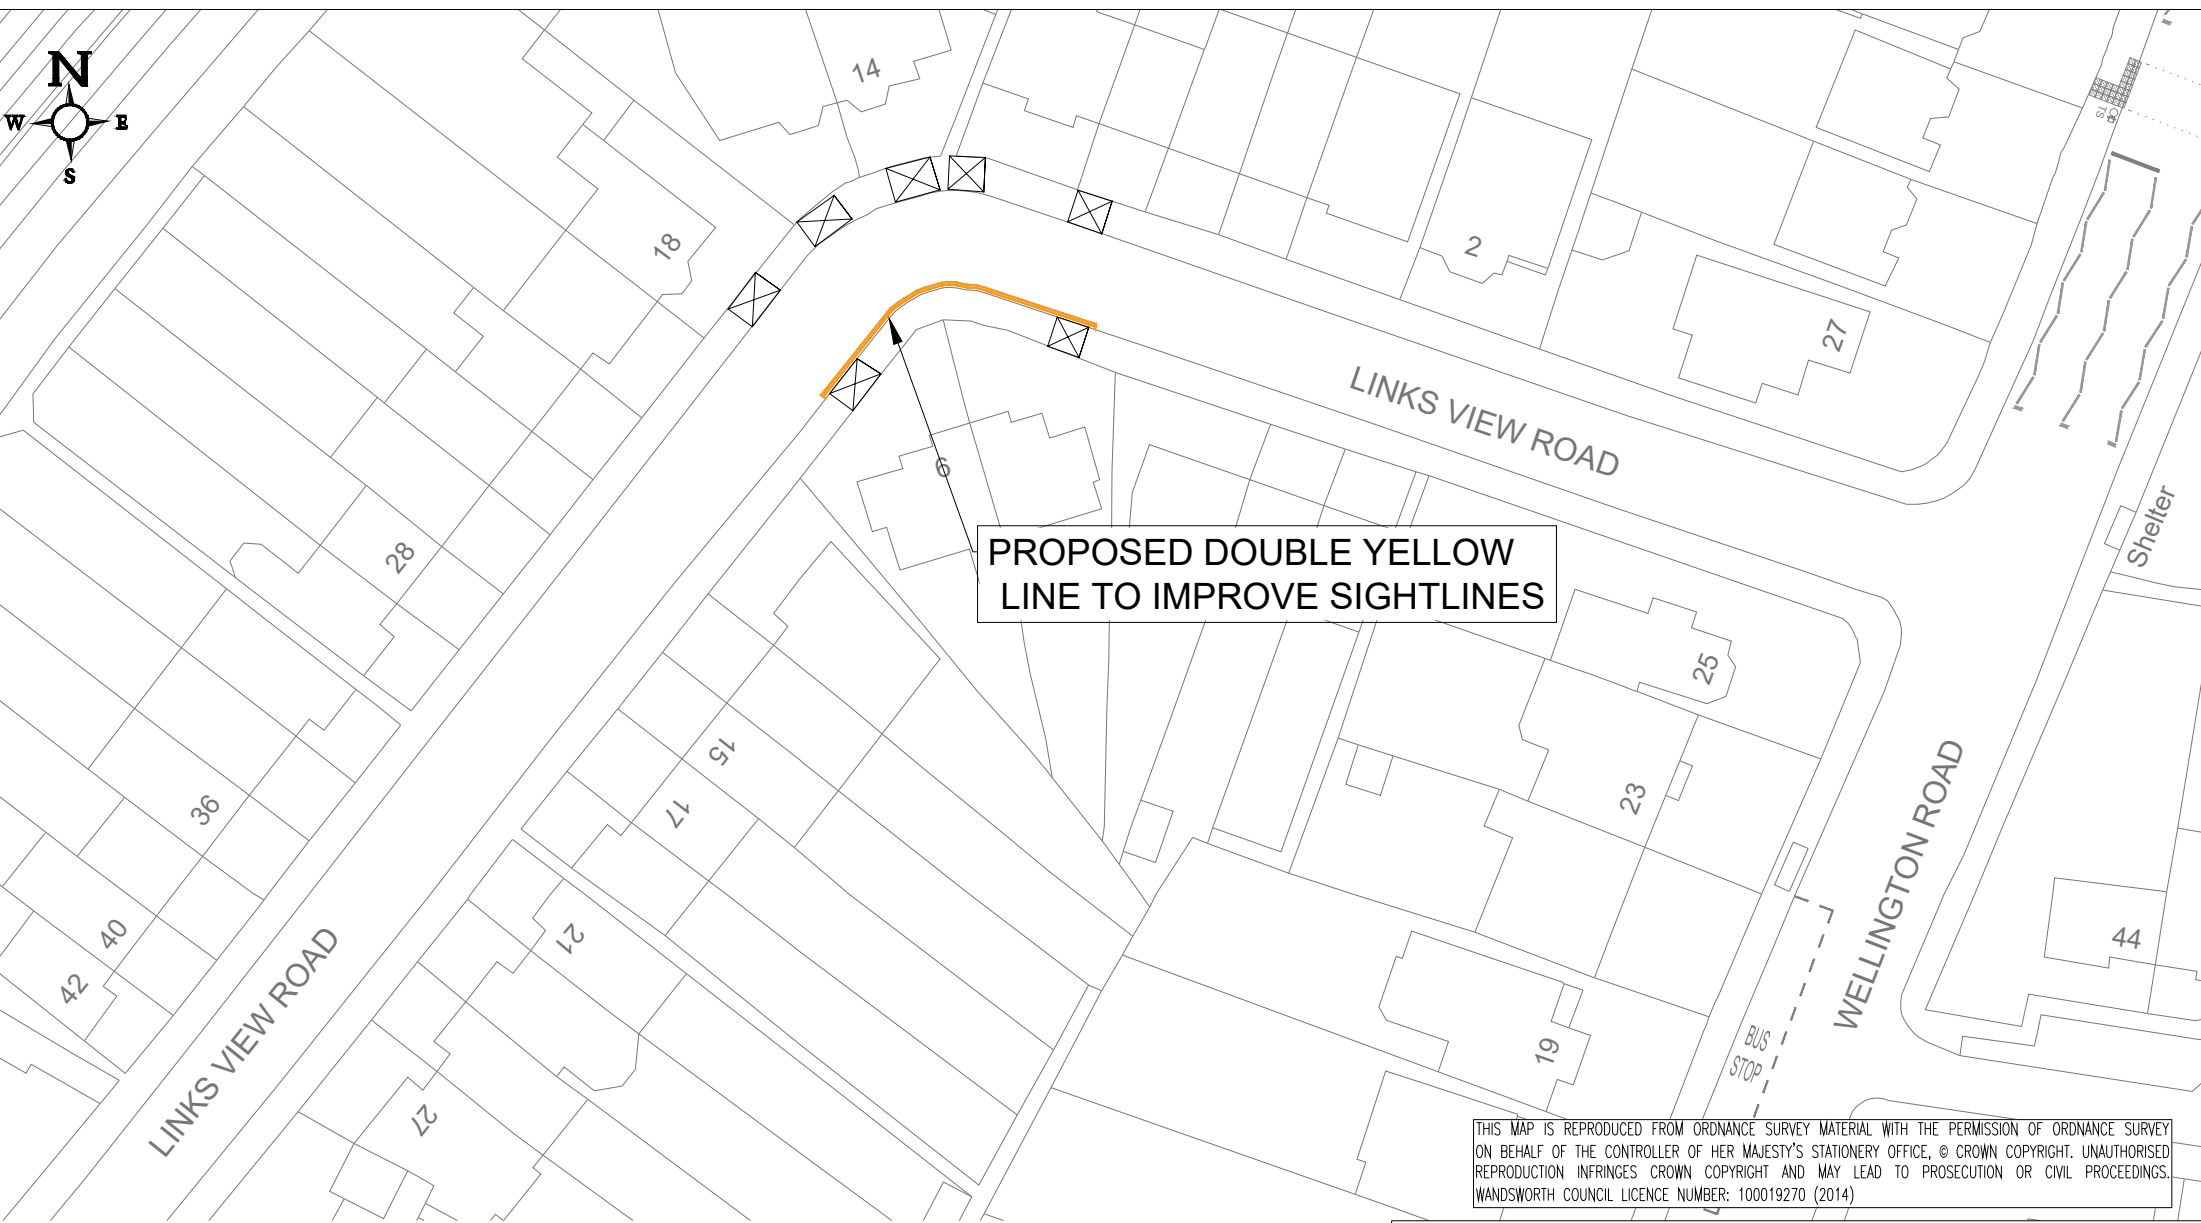 N
W E
S
14
18
2
27
6
LINKS VIEW ROAD
Shelter
28
PROPOSED DOUBLE YELLOW
LINE TO IMPROVE SIGHTLINES
25
15
17
23
36
WELLINGTON ROAD
40
42
21
44
LINKS VIEW ROAD
19
BUS
STOP
27
THIS MAP IS REPRODUCED FROM ORDNANCE SURVEY MATERIAL WITH THE PERMISSION OF ORDNANCE SURVEY
ON BEHALF OF THE CONTROLLER OF HER MAJESTY'S STATIONERY OFFICE, © CROWN COPYRIGHT. UNAUTHORISED
REPRODUCTION INFRINGES CROWN COPYRIGHT AND MAY LEAD TO PROSECUTION OR CIVIL PROCEEDINGS.
WANDSWORTH COUNCIL LICENCE NUMBER: 100019270 (2014)